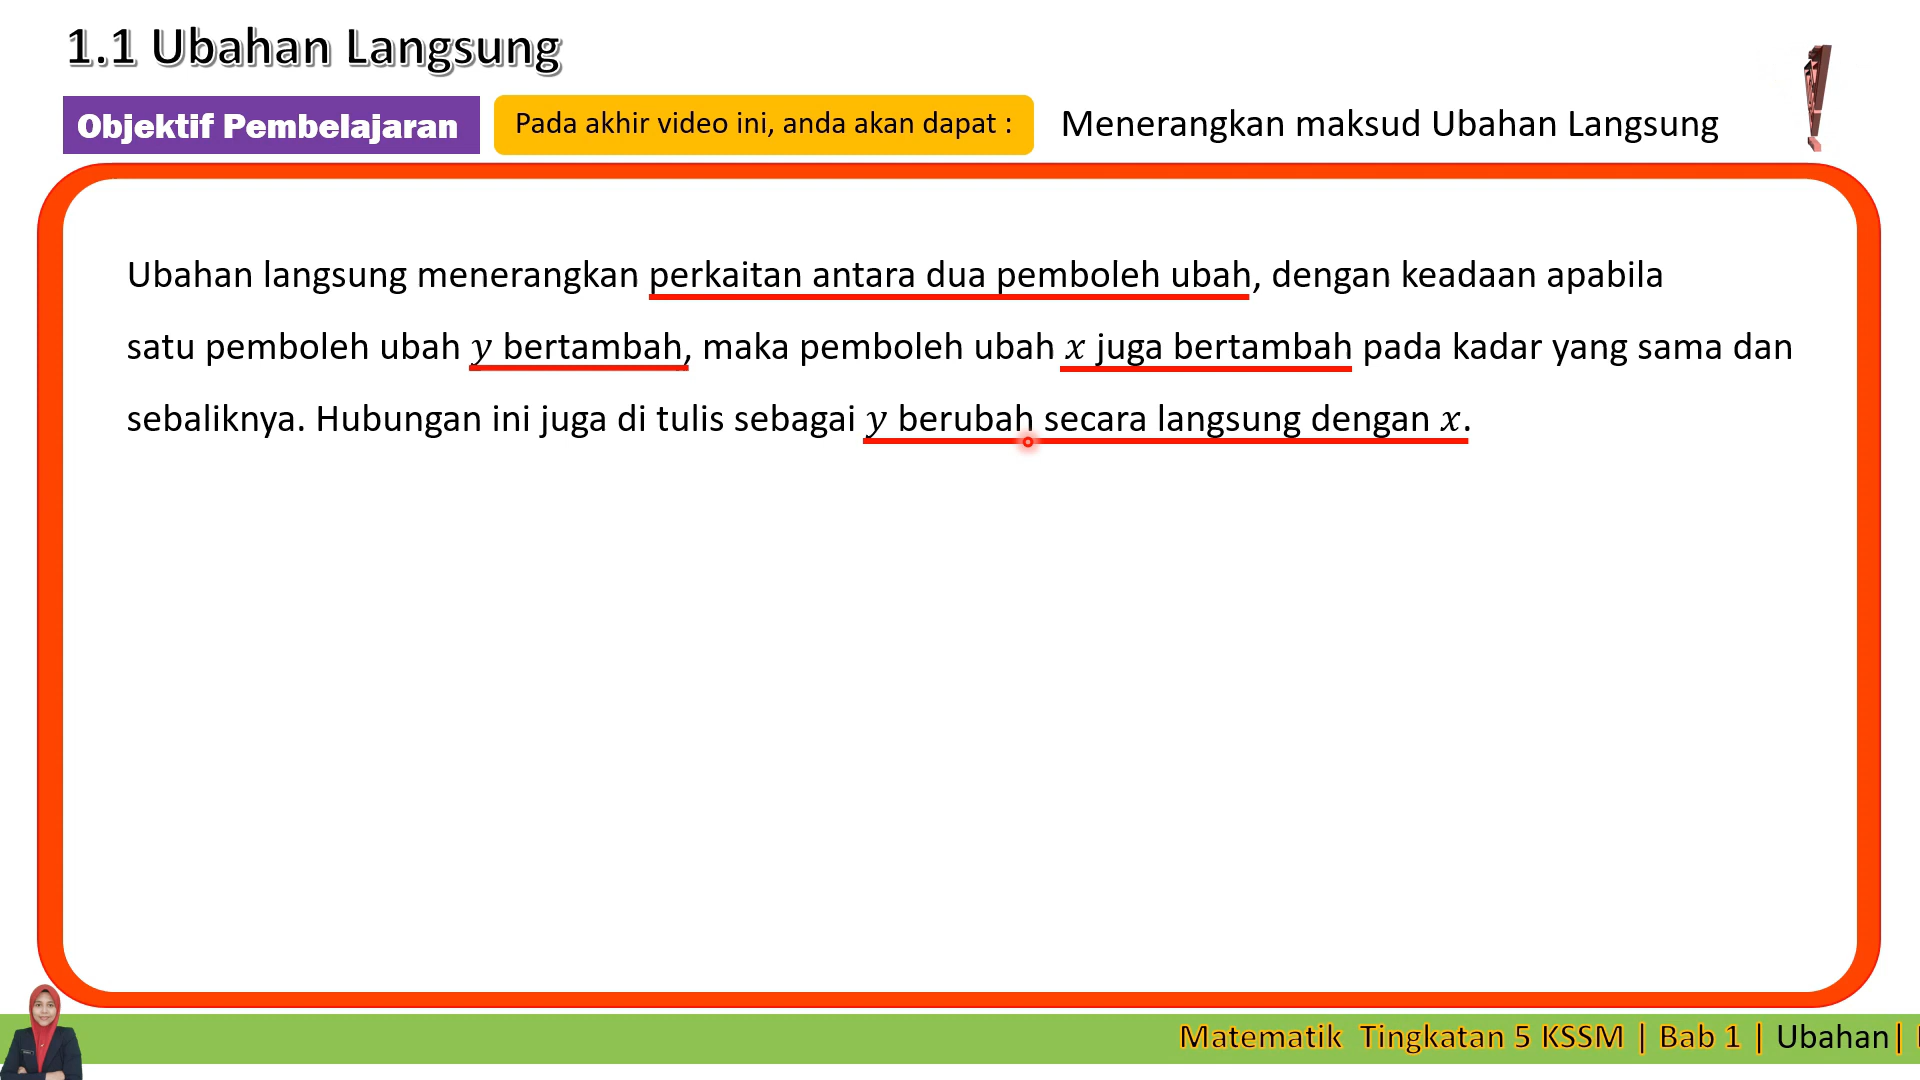 1.1 Ubahan Langsung
Objektif Pembelajaran
Pada akhir video ini, anda akan dapat :
Menerangkan maksud Ubahan Langsung
Ubahan langsung menerangkan perkaitan antara dua pemboleh ubah, dengan keadaan apabila
satu pemboleh ubah y bertambah, maka pemboleh ubah x juga bertambah pada kadar yang sama dan
sebaliknya. Hubungan ini juga di tulis sebagai y berubah secara langsung dengan x.
Matematik Tingkatan 5 KSSM | Bab 1 | Ubahan|